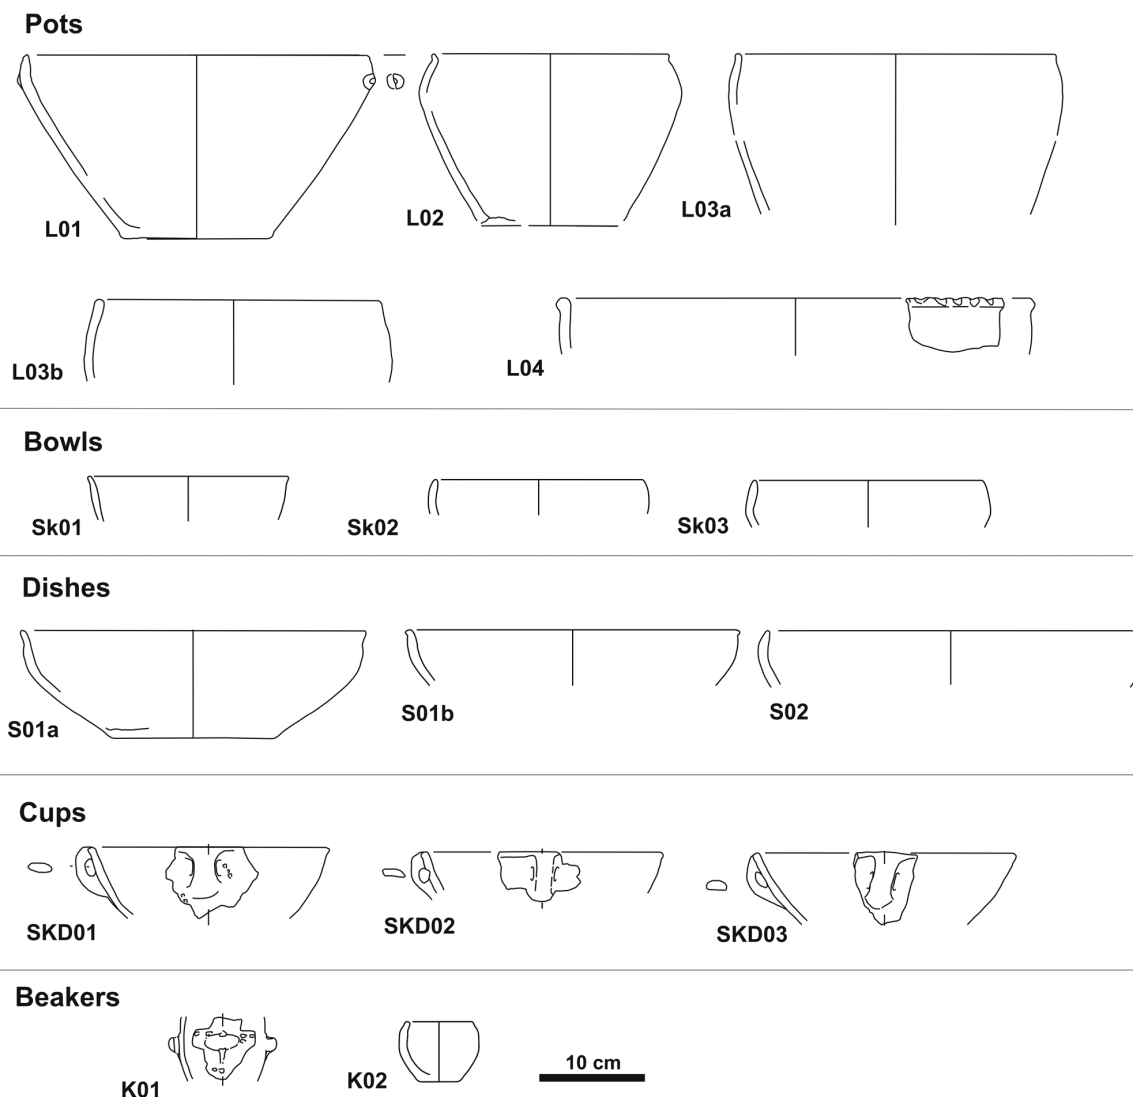 Pots
L01
L02
L03a
L03b
L04
Bowls
Sk01
Sk02
Sk03
Dishes
S01a
S01b
S02
Cups
SKD01
SKD02
SKD03
Beakers
K01
K02
10 cm